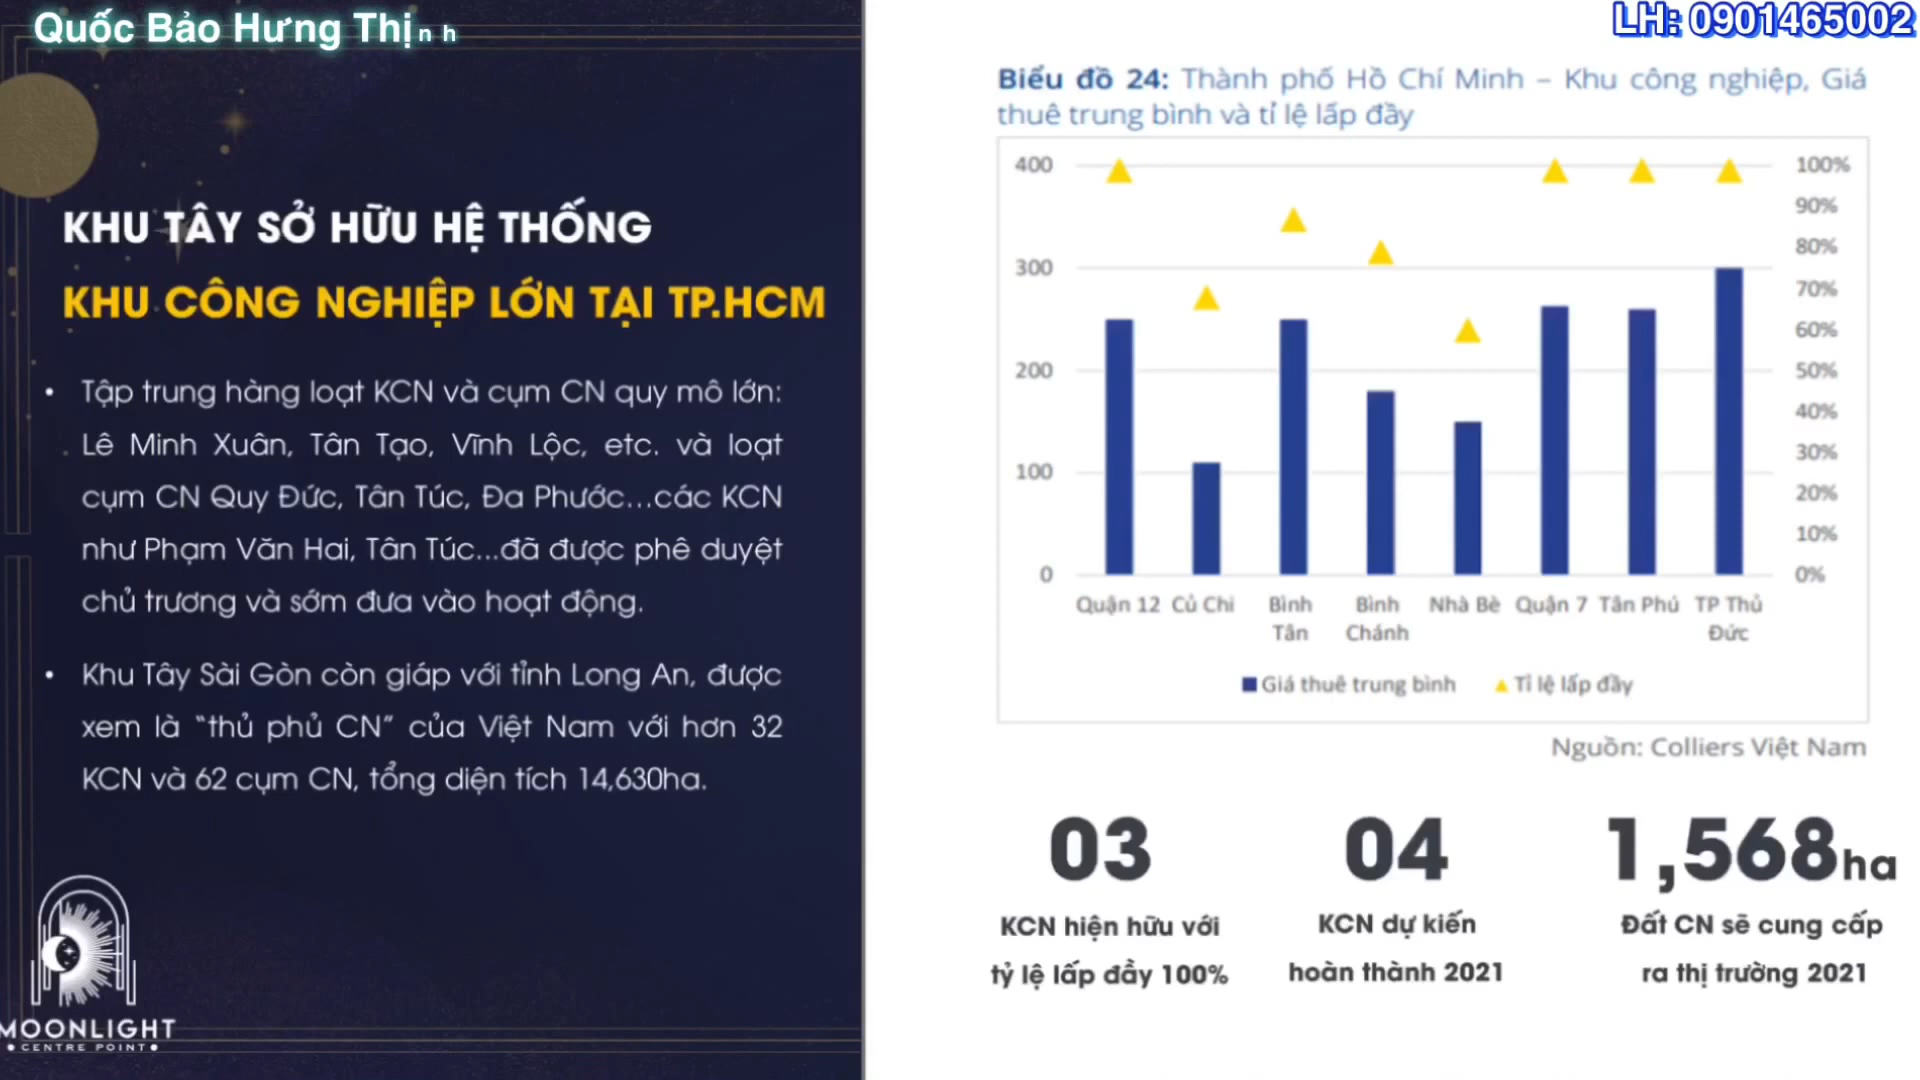 Quốc Bảo Hưng Thịnh
LH: 0901465002
KHU TÂY SỞ HỮU HỆ THỐNG
KHU CÔNG NGHIỆP LỚN TẠI TP.HCM
• Tập trung hàng loạt KCN và cụm CN quy mô lớn:
Lê Minh Xuân, Tân Tạo, Vĩnh Lộc, etc. và loạt
cụm CN Quy Đức, Tân Túc, Đa Phước...các KCN
như Phạm Văn Hai, Tân Túc...đã được phê duyệt
chủ trương và sớm đưa vào hoạt động.
• Khu Tây Sài Gòn còn giáp với tỉnh Long An, được
xem là “thủ phủ CN” của Việt Nam với hơn 32
KCN và 62 cụm CN, tổng diện tích 14,630ha.
MOONLIGHT
• CENTRE POINT •
Biểu đồ 24: Thành phố Hồ Chí Minh – Khu công nghiệp, Giá
thuê trung bình và tỉ lệ lấp đầy
400
300
200
100
0
100%
90%
80%
70%
60%
50%
40%
30%
20%
10%
0%
Quận 12 Củ Chi Bình Tân Bình Chánh Nhà Bè Quận 7 Tân Phú TP Thủ Đức
Giá thuê trung bình Tỉ lệ lấp đầy
Nguồn: Colliers Việt Nam
03
KCN hiện hữu với
tỷ lệ lấp đầy 100%
04
KCN dự kiến
hoàn thành 2021
1,568ha
Đất CN sẽ cung cấp
ra thị trường 2021